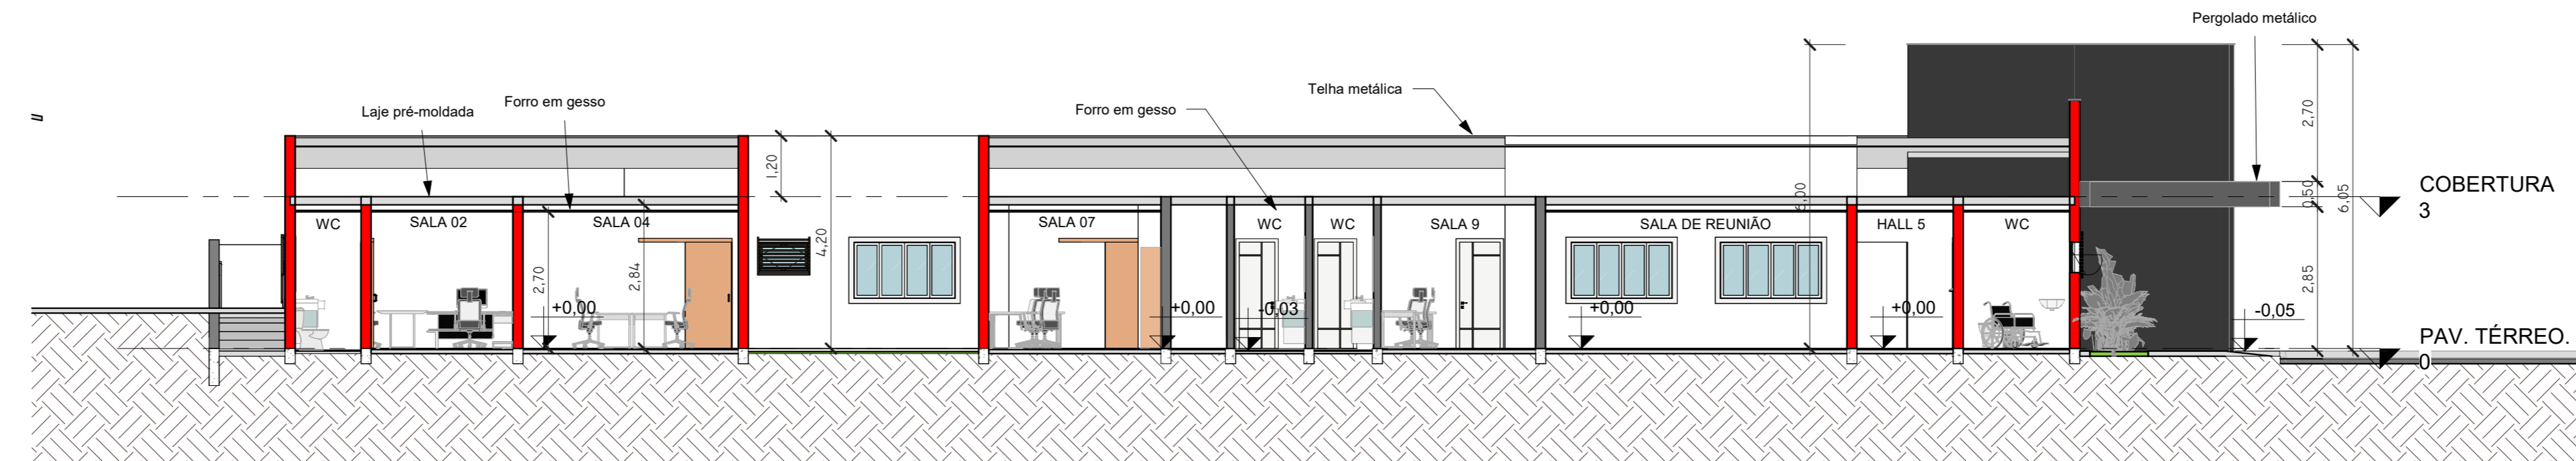 Pergolado metálico
Telha metálica
Forro em gesso
Laje pré-moldada
Forro em gesso
2,70
1,20
4,20
6,00
0,50
6,05
COBERTURA
3
WC
SALA 02
SALA 04
SALA 07
WC
WC
SALA 9
SALA DE REUNIÃO
HALL 5
WC
2,70
2,84
2,85
+0,00
+0,00
-0,03
+0,00
+0,00
-0,05
PAV. TÉRREO.
0